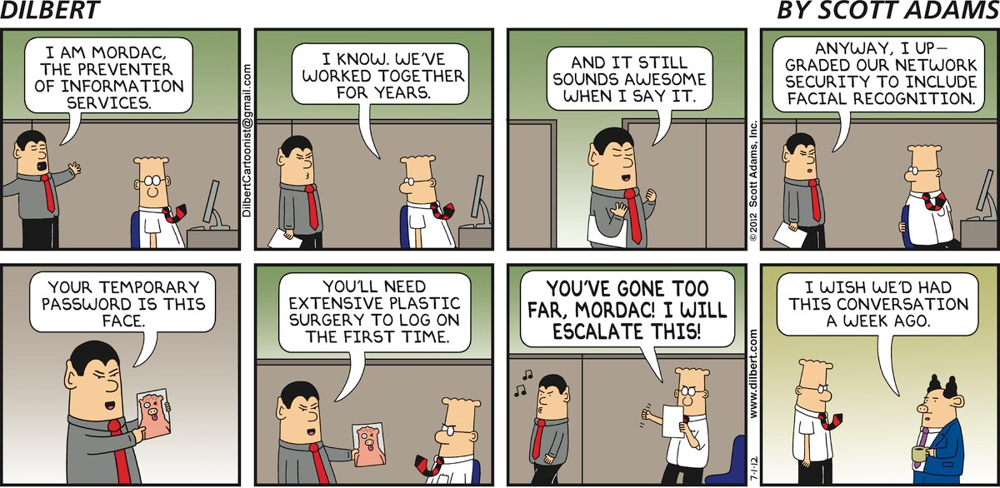 DILBERT
BY SCOTT ADAMS
I AM MORDAC,
THE PREVENTER
OF INFORMATION
SERVICES.
DilbertCartoonist@gmail.com
I KNOW. WE'VE
WORKED TOGETHER
FOR YEARS.
AND IT STILL
SOUNDS AWESOME
WHEN I SAY IT.
© 2012 Scott Adams, Inc.
ANYWAY, I UP–
GRADED OUR NETWORK
SECURITY TO INCLUDE
FACIAL RECOGNITION.
YOUR TEMPORARY
PASSWORD IS THIS
FACE.
YOU'LL NEED
EXTENSIVE PLASTIC
SURGERY TO LOG ON
THE FIRST TIME.
YOU'VE GONE TOO
FAR, MORDAC! I WILL
ESCALATE THIS!
www.dilbert.com
7-1-12
I WISH WE'D HAD
THIS CONVERSATION
A WEEK AGO.